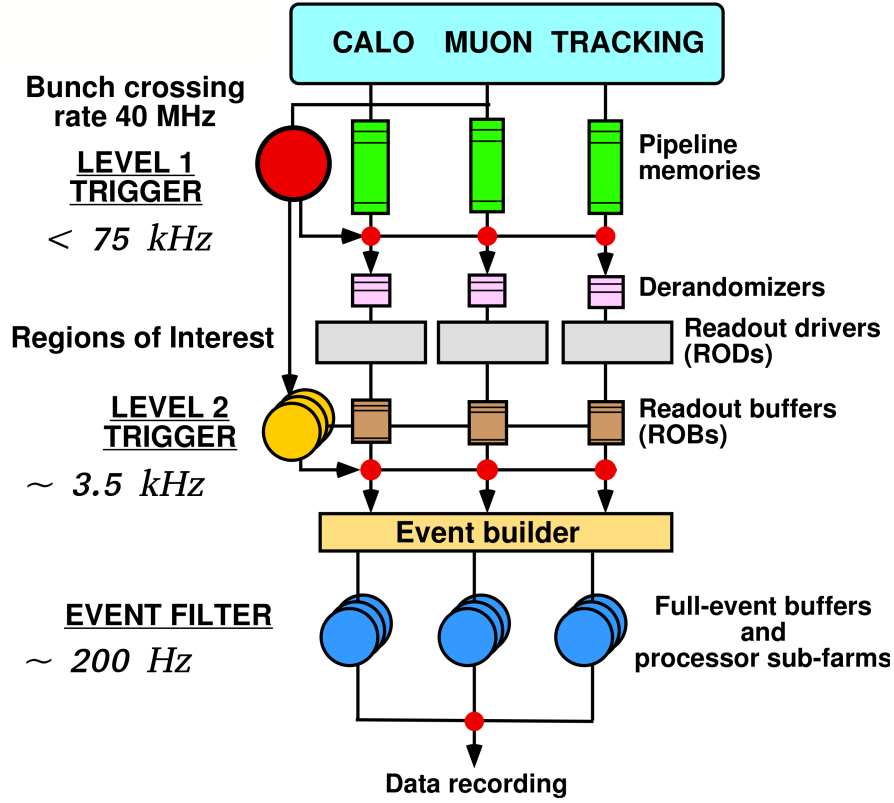 CALO MUON TRACKING
Bunch crossing
rate 40 MHz
LEVEL 1
TRIGGER
< 75 kHz
Pipeline
memories
Derandomizers
Regions of Interest
Readout drivers
(RODs)
LEVEL 2
TRIGGER
~ 3.5 kHz
Readout buffers
(ROBs)
Event builder
EVENT FILTER
~ 200 Hz
Full-event buffers
and
processor sub-farms
Data recording